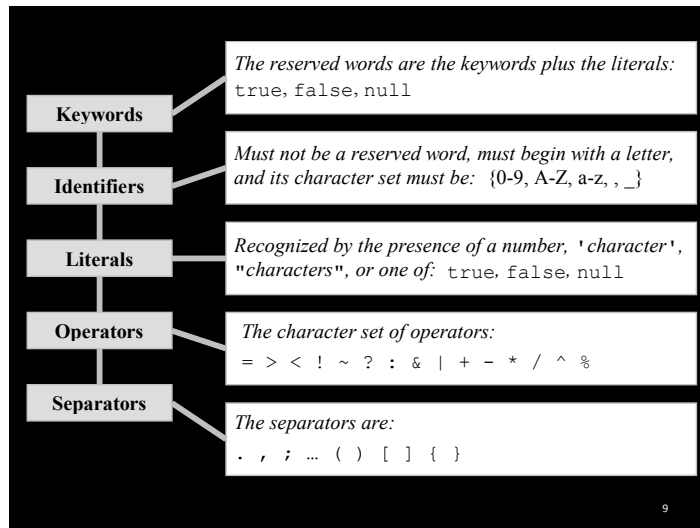 Keywords
The reserved words are the keywords plus the literals:
true, false, null
Identifiers
Must not be a reserved word, must begin with a letter,
and its character set must be: {0-9, A-Z, a-z, , _}
Literals
Recognized by the presence of a number, 'character',
"characters", or one of: true, false, null
Operators
The character set of operators:
= > < ! ~ ? : & | + - * / ^ %
Separators
The separators are:
. , ; … ( ) [ ] { }
9